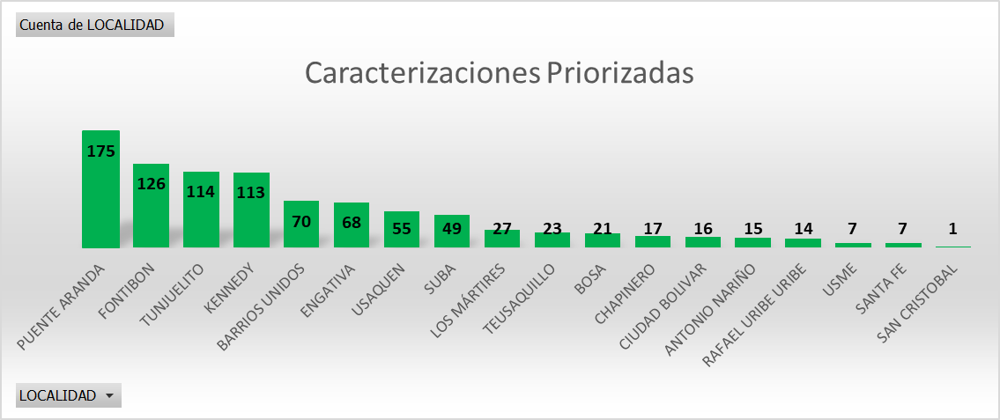 Cuenta de LOCALIDAD
Caracterizaciones Priorizadas
175
126
114
113
70
68
55
49
27
23
21
17
16
15
14
7
7
1
PUENTE ARANDA
FONTIBON
TUNJUELITO
KENNEDY
BARRIOS UNIDOS
ENGATIVA
USAQUEN
SUBA
LOS MÁRTIRES
TEUSAQUILLO
BOSA
CHAPINERO
CIUDAD BOLIVAR
ANTONIO NARIÑO
RAFAEL URIBE URIBE
USME
SANTA FE
SAN CRISTOBAL
LOCALIDAD